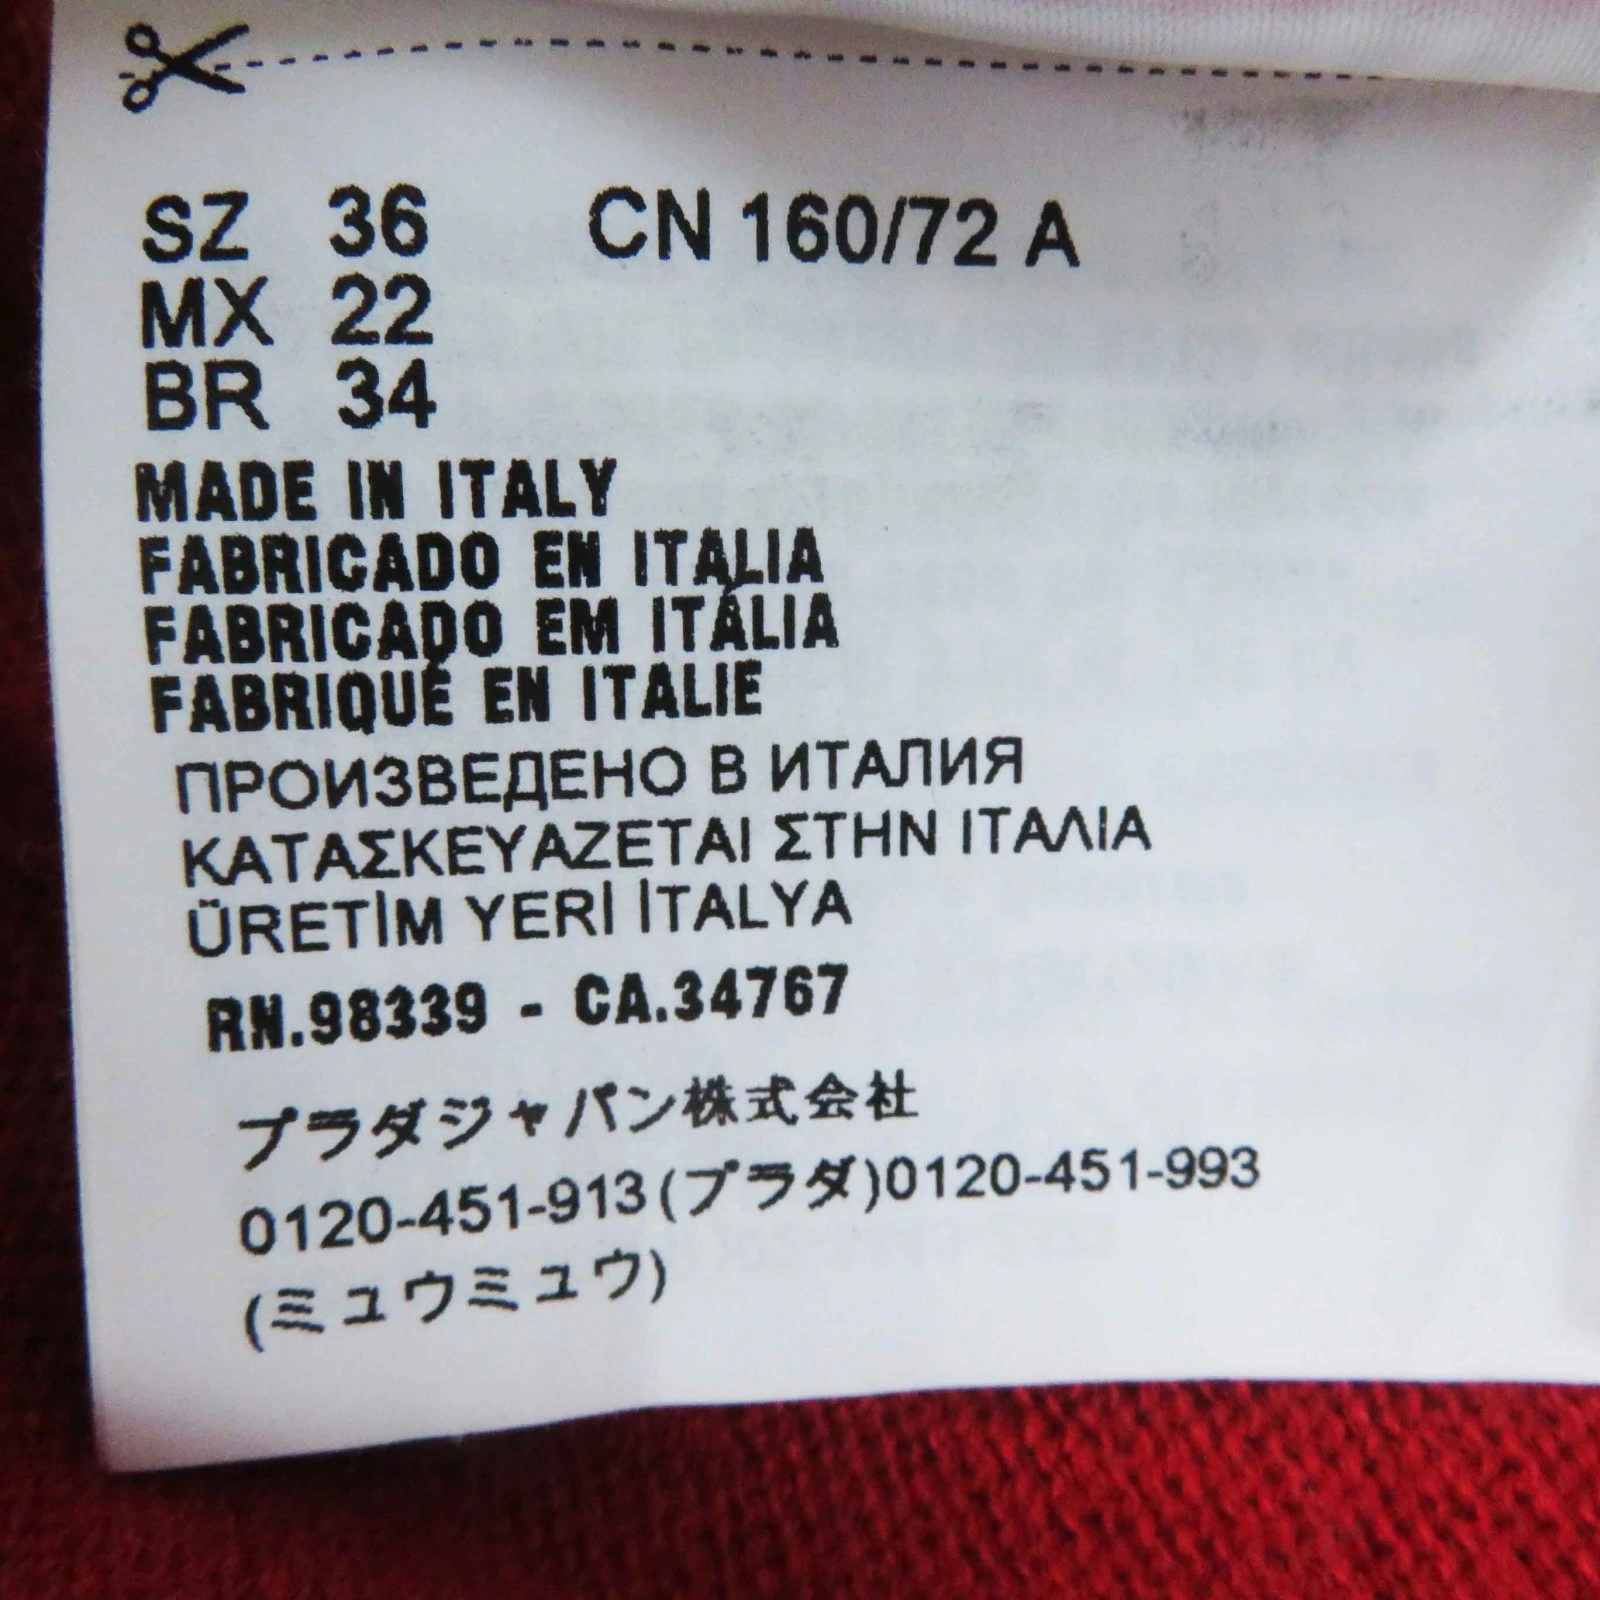 SZ 36 CN 160/72 A
MX 22
BR 34
MADE IN ITALY
FABRICADO EN ITALIA
FABRICADO EM ITÁLIA
FABRIQUÉ EN ITALIE
ПРОИЗВЕДЕНО В ИТАЛИЯ
ΚΑΤΑΣΚΕΥΑΖΕΤΑΙ ΣΤΗΝ ΙΤΑΛΙΑ
ÜRETİM YERİ İTALYA
RN.98339 - CA.34767
プラダジャパン株式会社
0120-451-913(プラダ)0120-451-993
(ミュウミュウ)